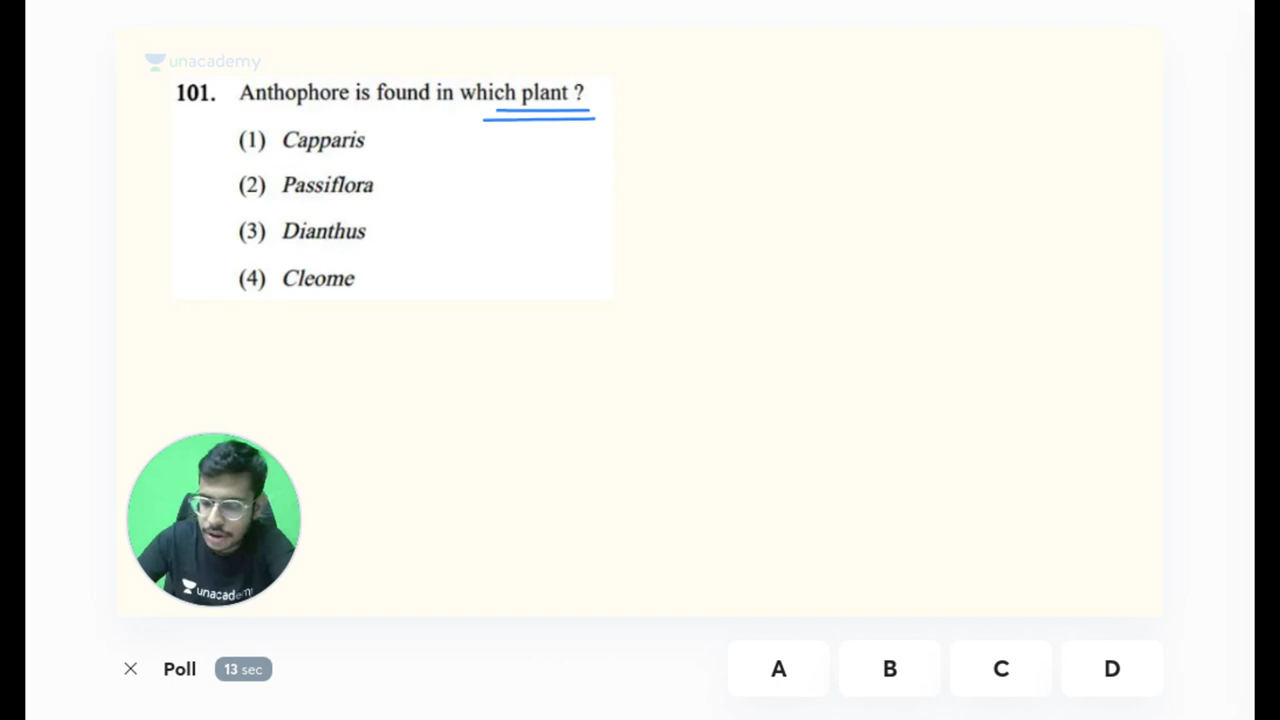 unacademy
101. Anthophore is found in which plant ?
(1) Capparis
(2) Passiflora
(3) Dianthus
(4) Cleome
unacademy
Poll 13 sec A B C D